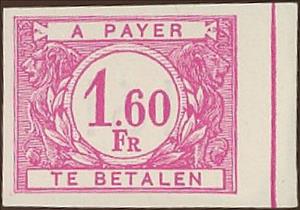 A PAYER
1.60
FR
TE BETALEN